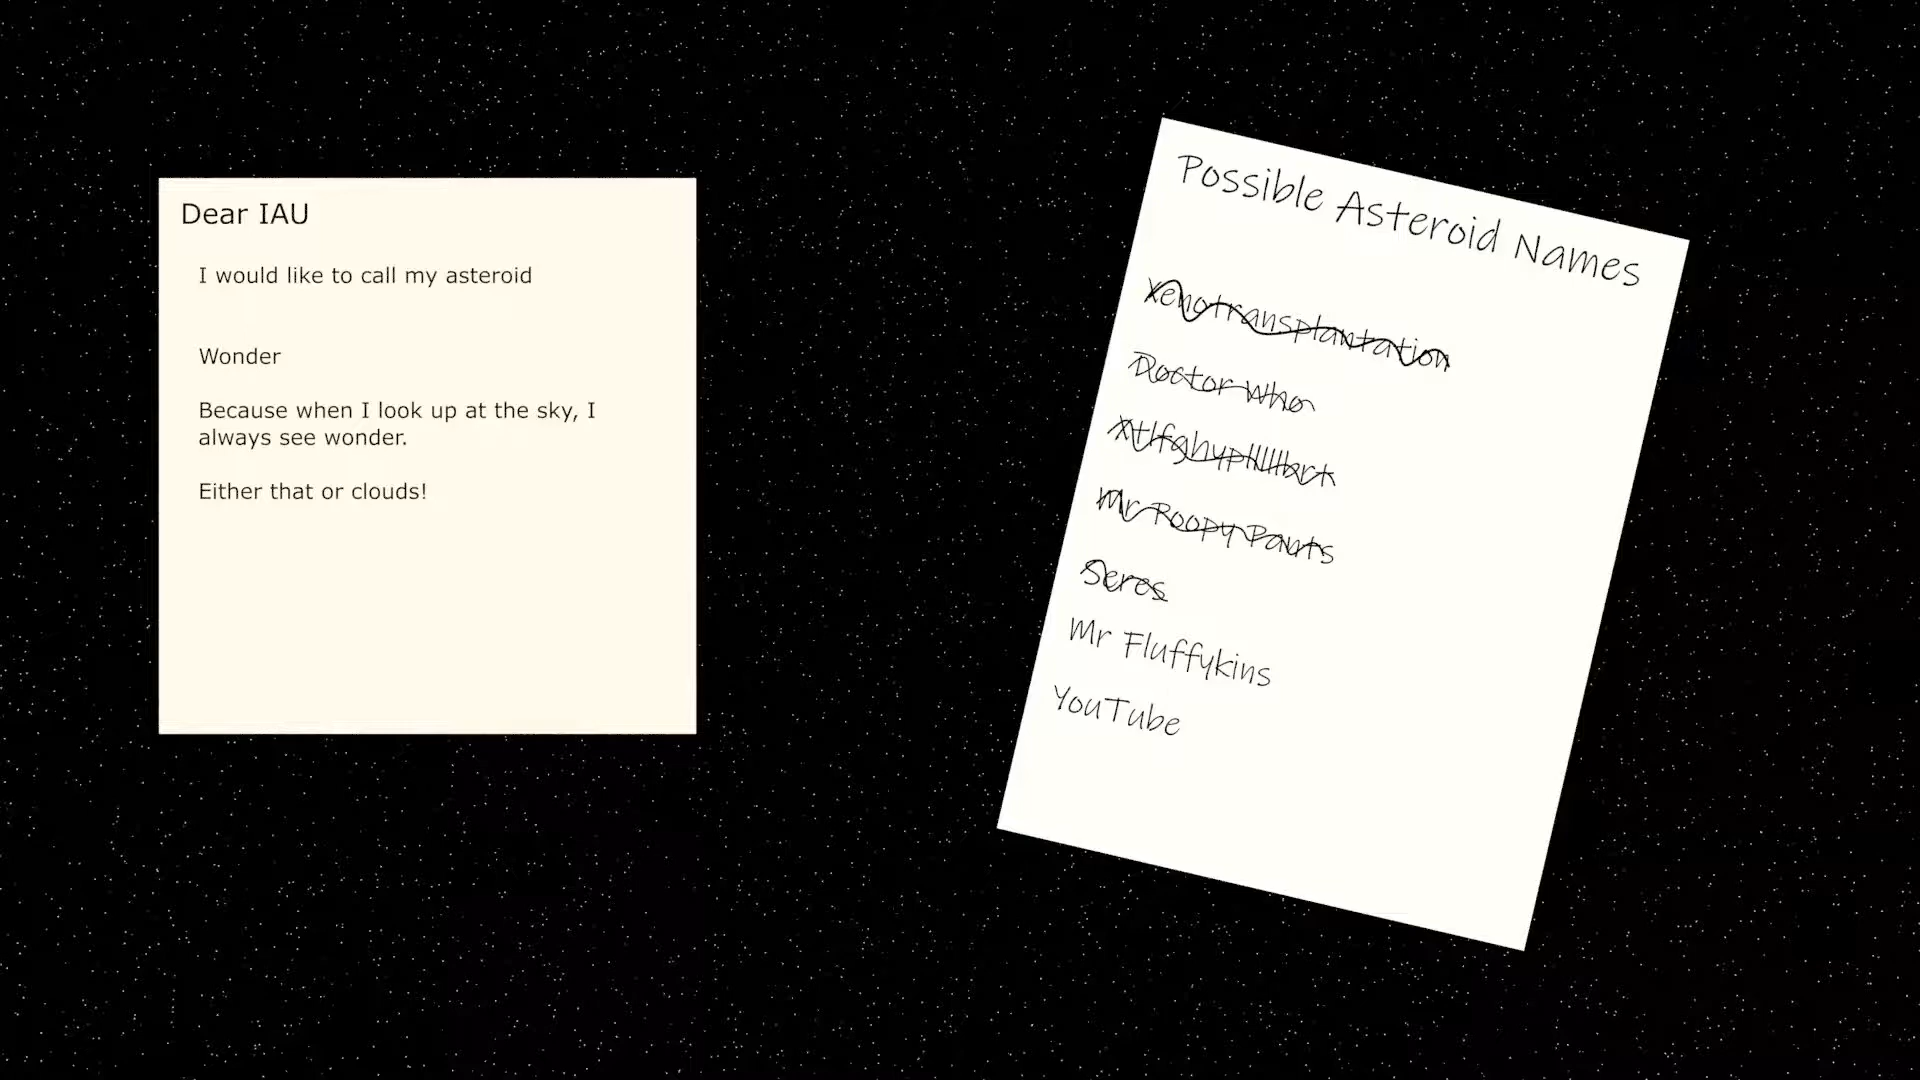 Dear IAU
I would like to call my asteroid
Wonder
Because when I look up at the sky, I
always see wonder.
Either that or clouds!
Possible Asteroid Names
Xenotransplantation
Doctor Who
Mr Poopy Pants
Seres
Mr Fluffykins
YouTube